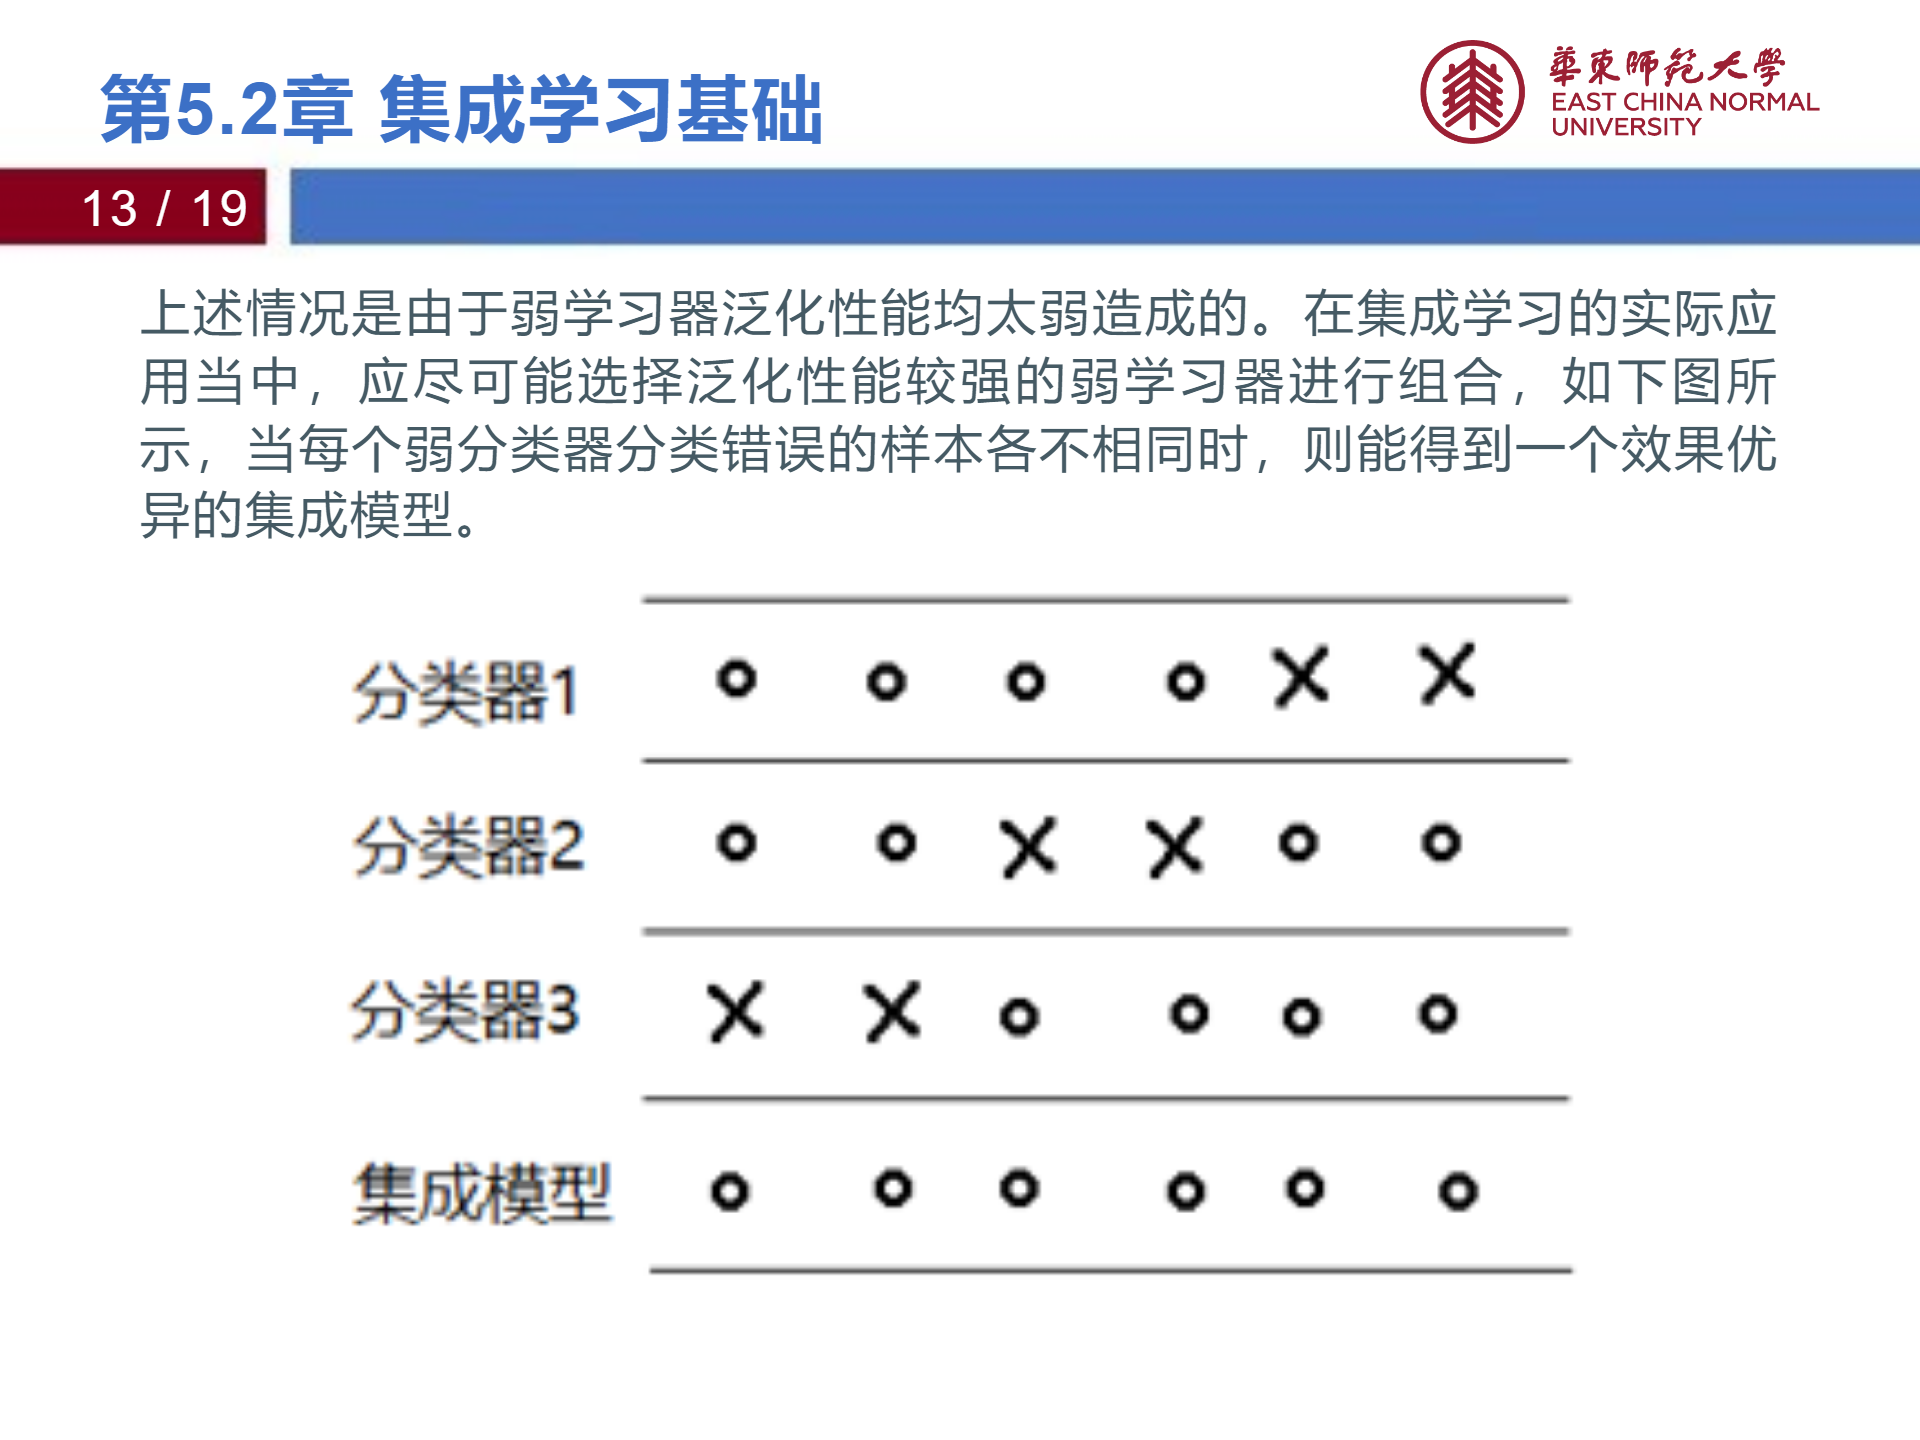 第5.2章 集成学习基础
華東師範大學
EAST CHINA NORMAL
UNIVERSITY
13 / 19
上述情况是由于弱学习器泛化性能均太弱造成的。在集成学习的实际应
用当中，应尽可能选择泛化性能较强的弱学习器进行组合，如下图所
示，当每个弱分类器分类错误的样本各不相同时，则能得到一个效果优
异的集成模型。
分类器1
分类器2
分类器3
集成模型